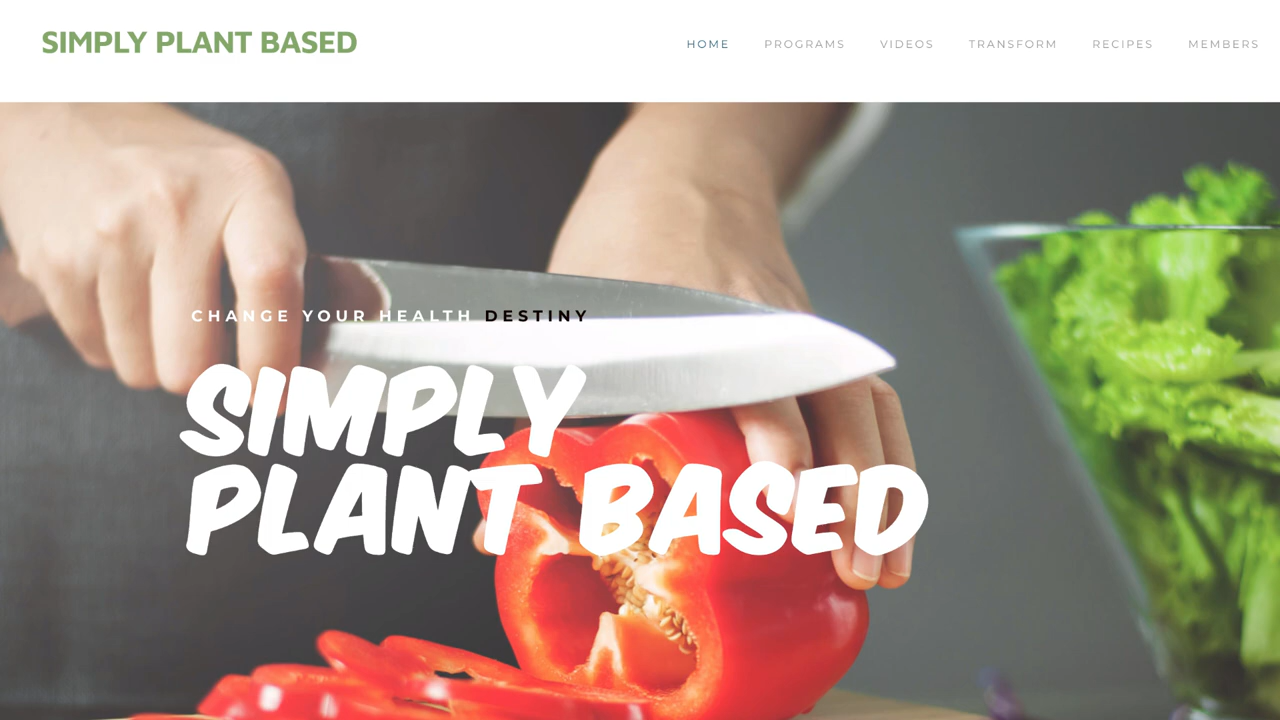 SIMPLY PLANT BASED
HOME PROGRAMS VIDEOS TRANSFORM RECIPES MEMBERS
CHANGE YOUR HEALTH DESTINY
SIMPLY
PLANT BASED